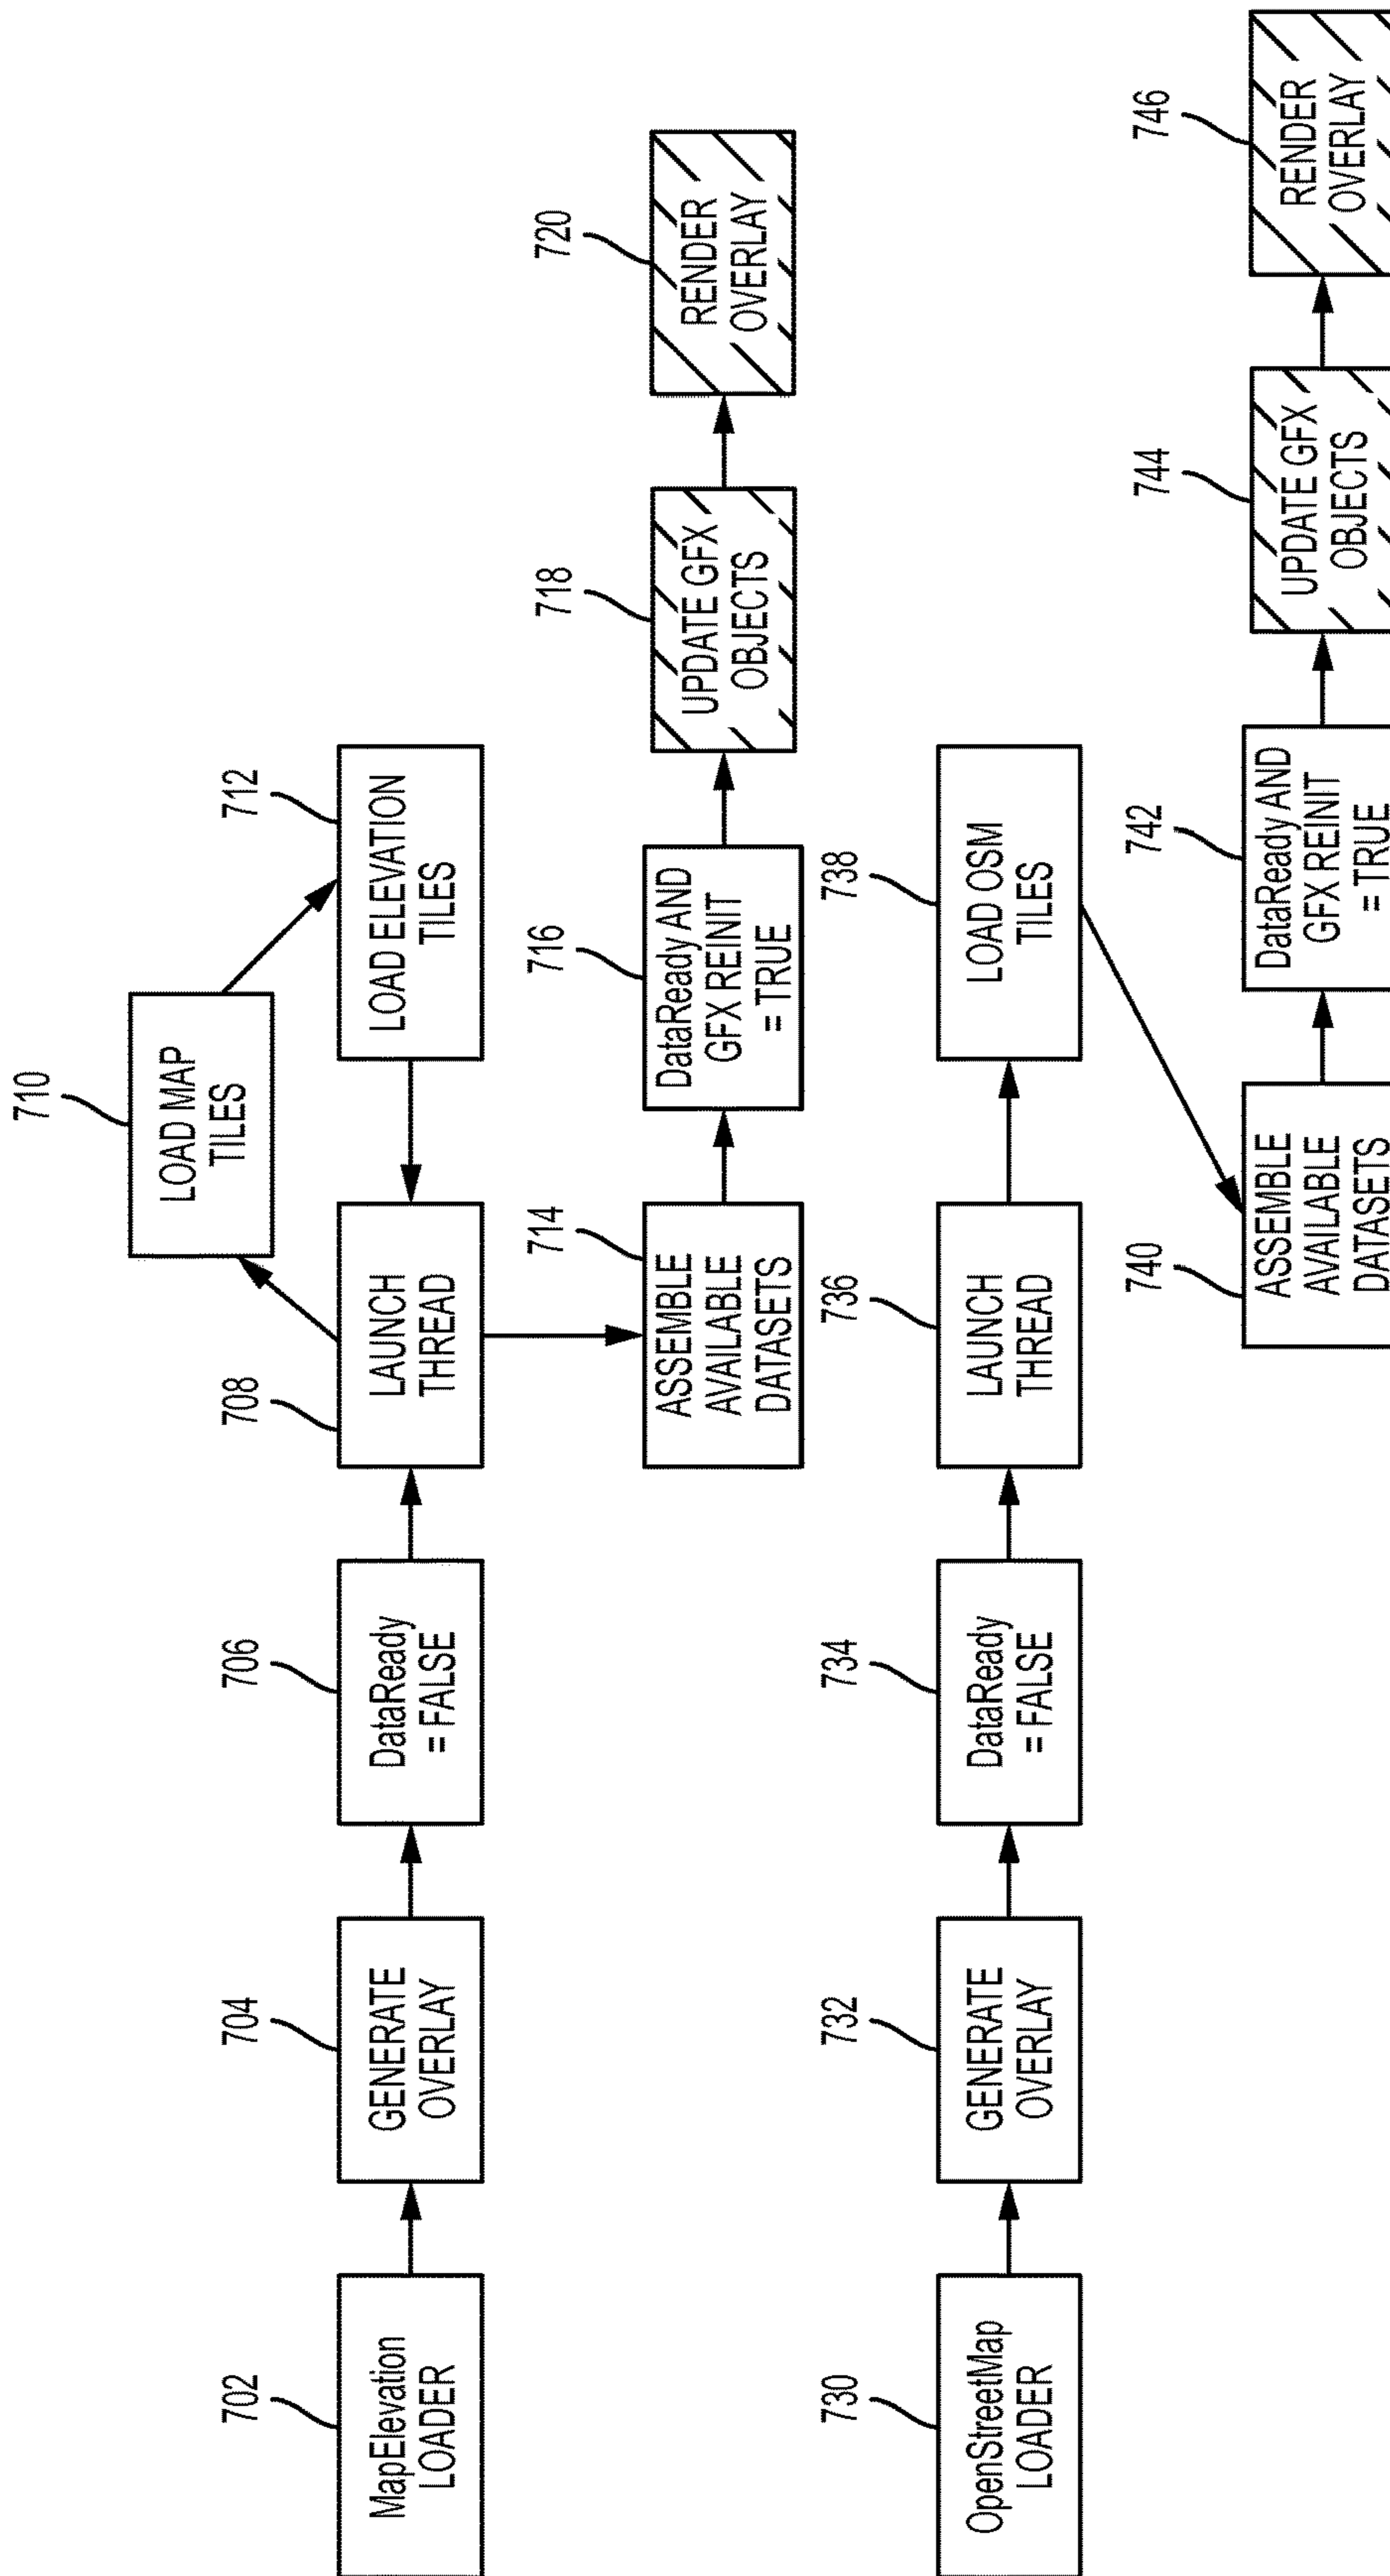 702
MapElevation
LOADER
704
GENERATE
OVERLAY
706
DataReady
= FALSE
708
LAUNCH
THREAD
710
LOAD MAP
TILES
712
LOAD ELEVATION
TILES
714
ASSEMBLE
AVAILABLE
DATASETS
716
DataReady AND
GFX REINIT
= TRUE
718
UPDATE GFX
OBJECTS
720
RENDER
OVERLAY
730
OpenStreetMap
LOADER
732
GENERATE
OVERLAY
734
DataReady
= FALSE
736
LAUNCH
THREAD
738
LOAD OSM
TILES
740
ASSEMBLE
AVAILABLE
DATASETS
742
DataReady AND
GFX REINIT
= TRUE
744
UPDATE GFX
OBJECTS
746
RENDER
OVERLAY